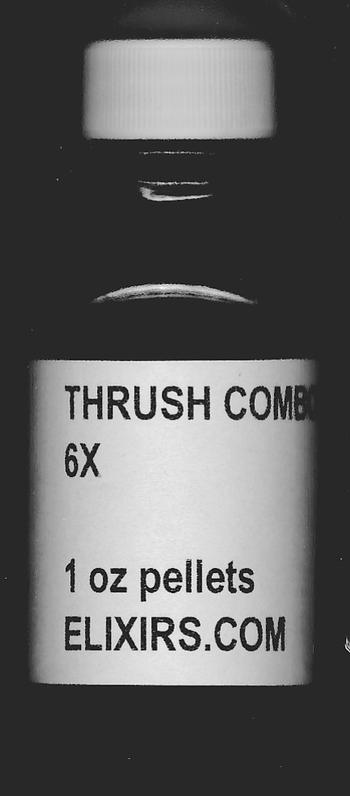 THRUSH COMBO
6X
1 oz pellets
ELIXIRS.COM